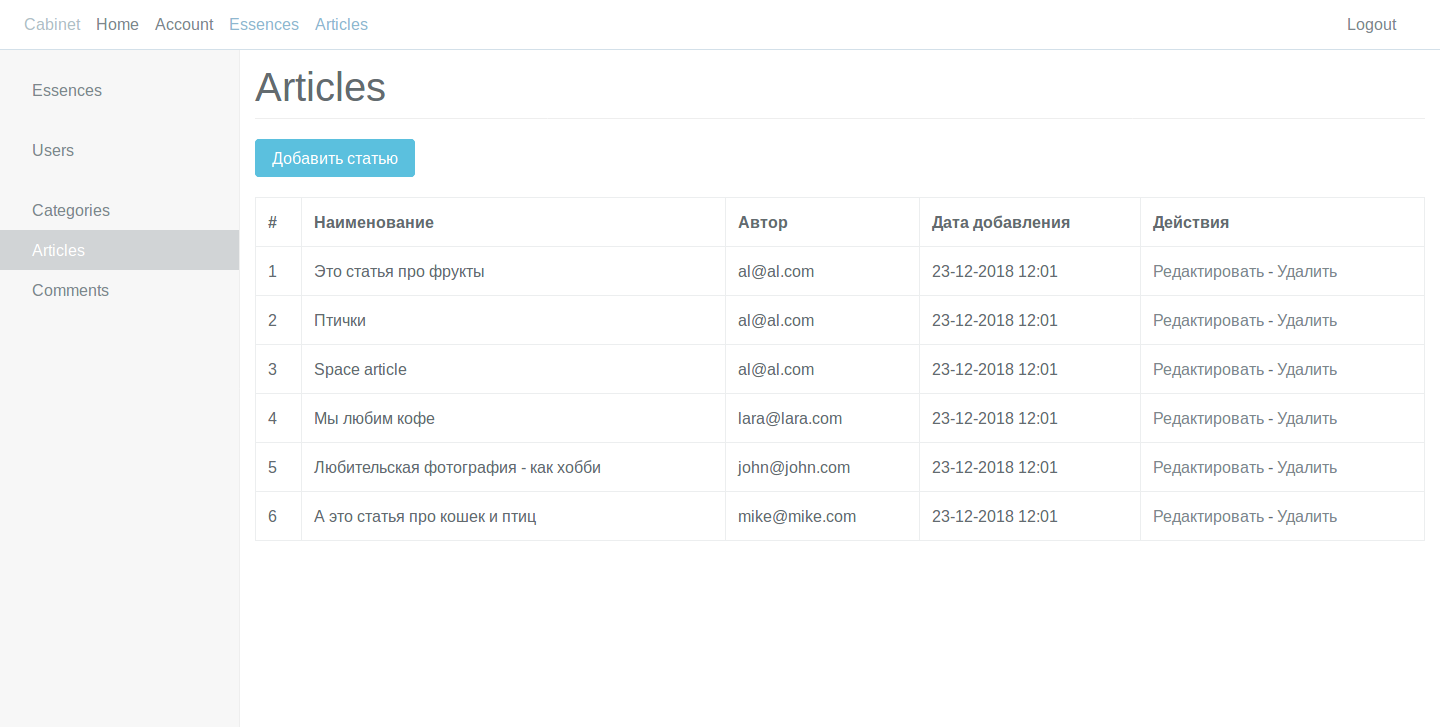 Cabinet Home Account Essences Articles Logout
Essences
Users
Categories
Articles
Comments
Articles
Добавить статью
# Наименование Автор Дата добавления Действия
1 Это статья про фрукты al@al.com 23-12-2018 12:01 Редактировать - Удалить
2 Птички al@al.com 23-12-2018 12:01 Редактировать - Удалить
3 Space article al@al.com 23-12-2018 12:01 Редактировать - Удалить
4 Мы любим кофе lara@lara.com 23-12-2018 12:01 Редактировать - Удалить
5 Любительская фотография - как хобби john@john.com 23-12-2018 12:01 Редактировать - Удалить
6 А это статья про кошек и птиц mike@mike.com 23-12-2018 12:01 Редактировать - Удалить